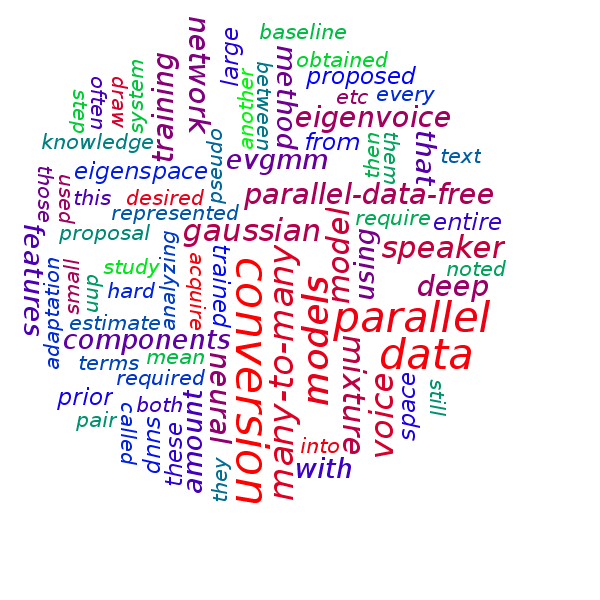 baseline
obtained
proposed
etc
every
eigenvoice
from
text
evgmm
parallel-data-free
require
entire
speaker
noted
deep
parallel
data
network
large
method
another
between
training
system
draw
often
sets
knowledge
eigenspace
pseudo
then
them
that
those
used
this
desired
represented
proposal
gaussian
features
study
hard
analyzing
acquire
trained
model
using
adaptation
small
dnn
estimate
components
mean
terms
required
neural
conversion
many-to-many
models
mixture
voice
space
still
prior
pair
both
called
dnns
these
amount
they
into
with